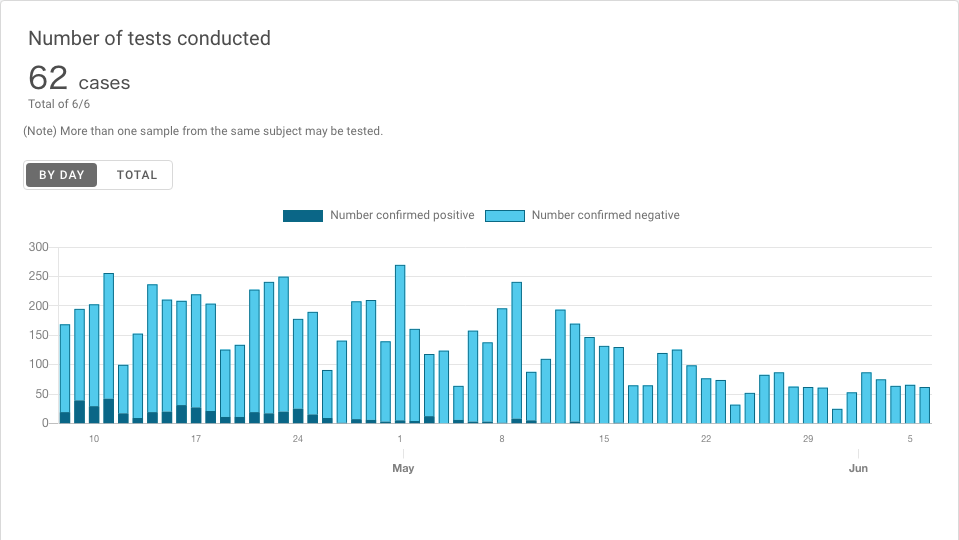 Number of tests conducted
62 cases
Total of 6/6
(Note) More than one sample from the same subject may be tested.
BY DAY TOTAL
Number confirmed positive Number confirmed negative
300
250
200
150
100
50
0
10 17 24 1 8 15 22 29 5
May Jun